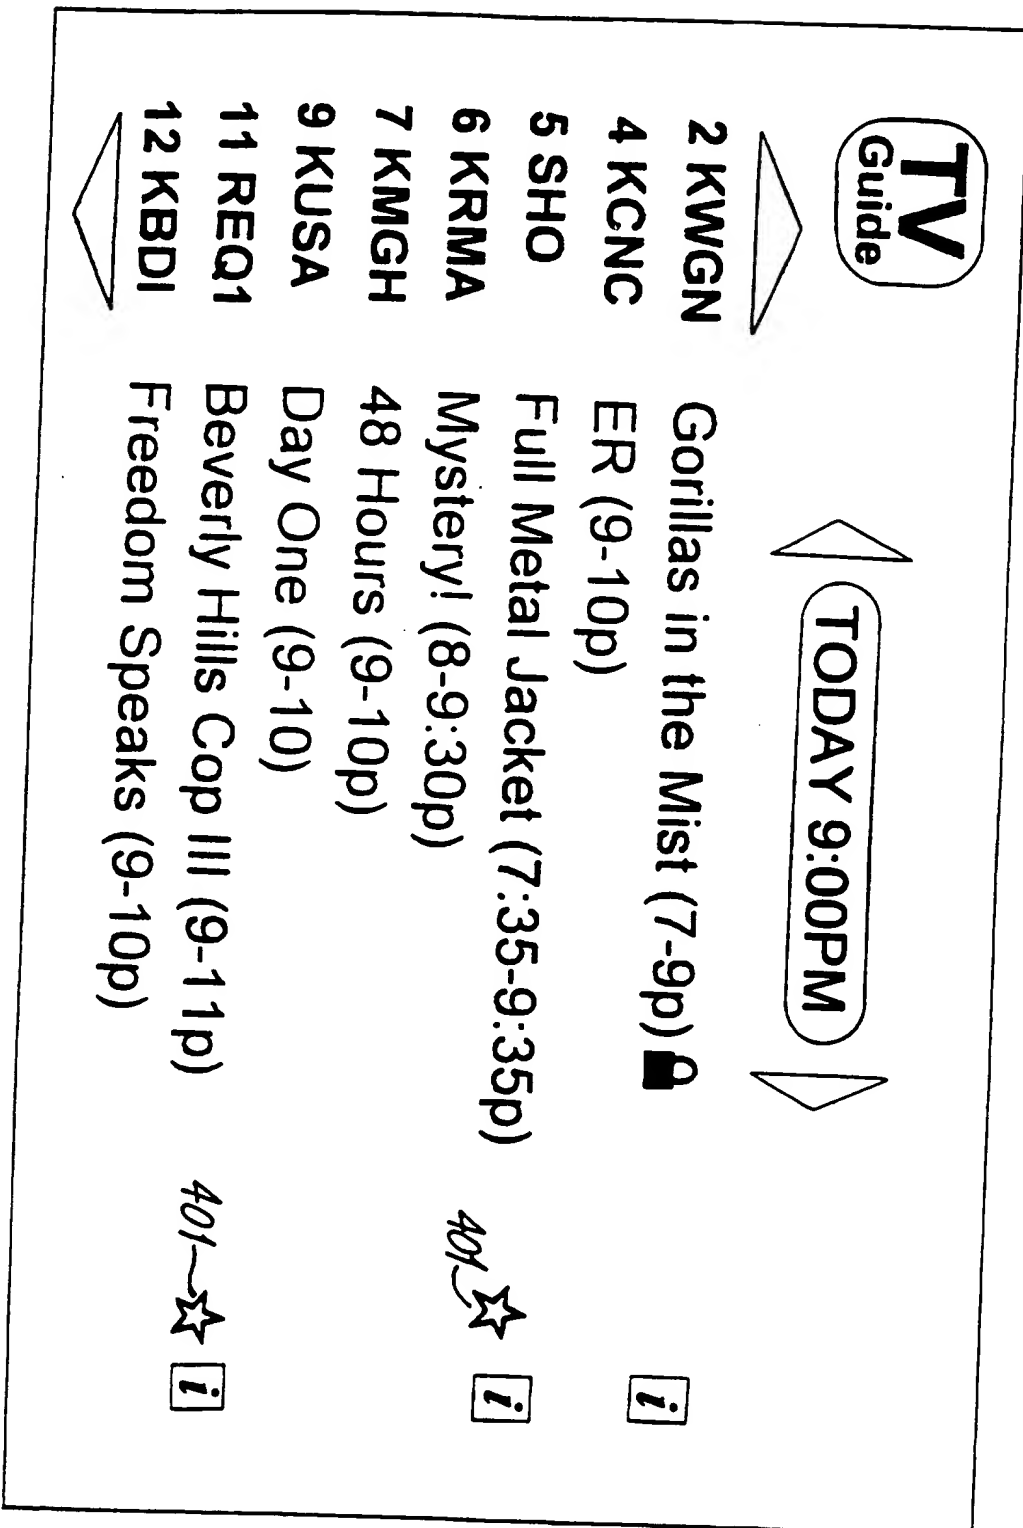 TV
Guide
TODAY 9:00PM
2 KWGN Gorillas in the Mist (7-9p) i
4 KCNC ER (9-10p)
5 SHO Full Metal Jacket (7:35-9:35p) 401 i
6 KRMA Mystery! (8-9:30p)
7 KMGH 48 Hours (9-10p)
9 KUSA Day One (9-10)
11 REQ1 Beverly Hills Cop III (9-11p) 401 i
12 KBDI Freedom Speaks (9-10p)